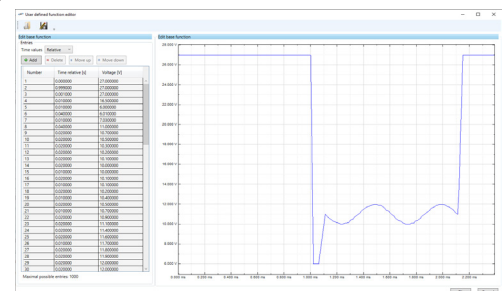 User defined function editor
Edit base function
Edit base function
Entries
Time values: Relative
Add Delete Move up Move down
Number Time relative [s] Voltage [V]
1 0.000000 27.000000
2 0.999000 27.000000
3 0.001000 27.000000
4 0.010000 16.500000
5 0.010000 6.000000
6 0.040000 6.010000
7 0.010000 7.030000
8 0.040000 11.000000
9 0.020000 10.700000
10 0.020000 10.500000
11 0.020000 10.300000
12 0.020000 10.200000
13 0.020000 10.100000
14 0.020000 10.000000
15 0.020000 10.000000
16 0.020000 10.100000
17 0.010000 10.100000
18 0.020000 10.200000
19 0.020000 10.400000
20 0.020000 10.500000
21 0.010000 10.700000
22 0.020000 10.900000
23 0.020000 11.100000
24 0.020000 11.400000
25 0.020000 11.600000
26 0.010000 11.700000
27 0.020000 11.800000
28 0.020000 11.900000
29 0.020000 12.000000
30 0.020000 12.000000
Maximal possible entries: 1000
28.000 V
26.000 V
24.000 V
22.000 V
20.000 V
18.000 V
16.000 V
14.000 V
12.000 V
10.000 V
8.000 V
6.000 V